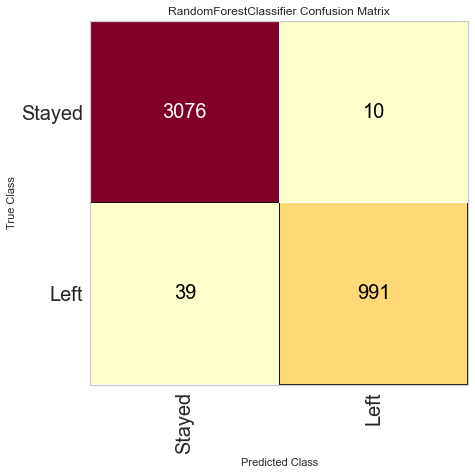 RandomForestClassifier Confusion Matrix
Stayed
3076
10
True Class
Left
39
991
Stayed
Left
Predicted Class